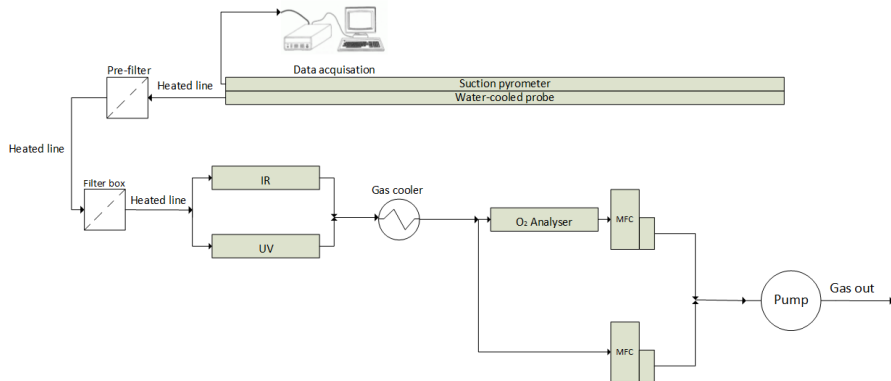 Data acquisation
Suction pyrometer
Water-cooled probe
Pre-filter
Heated line
Heated line
Filter box
Heated line
IR
UV
Gas cooler
O₂ Analyser
MFC
MFC
Pump
Gas out